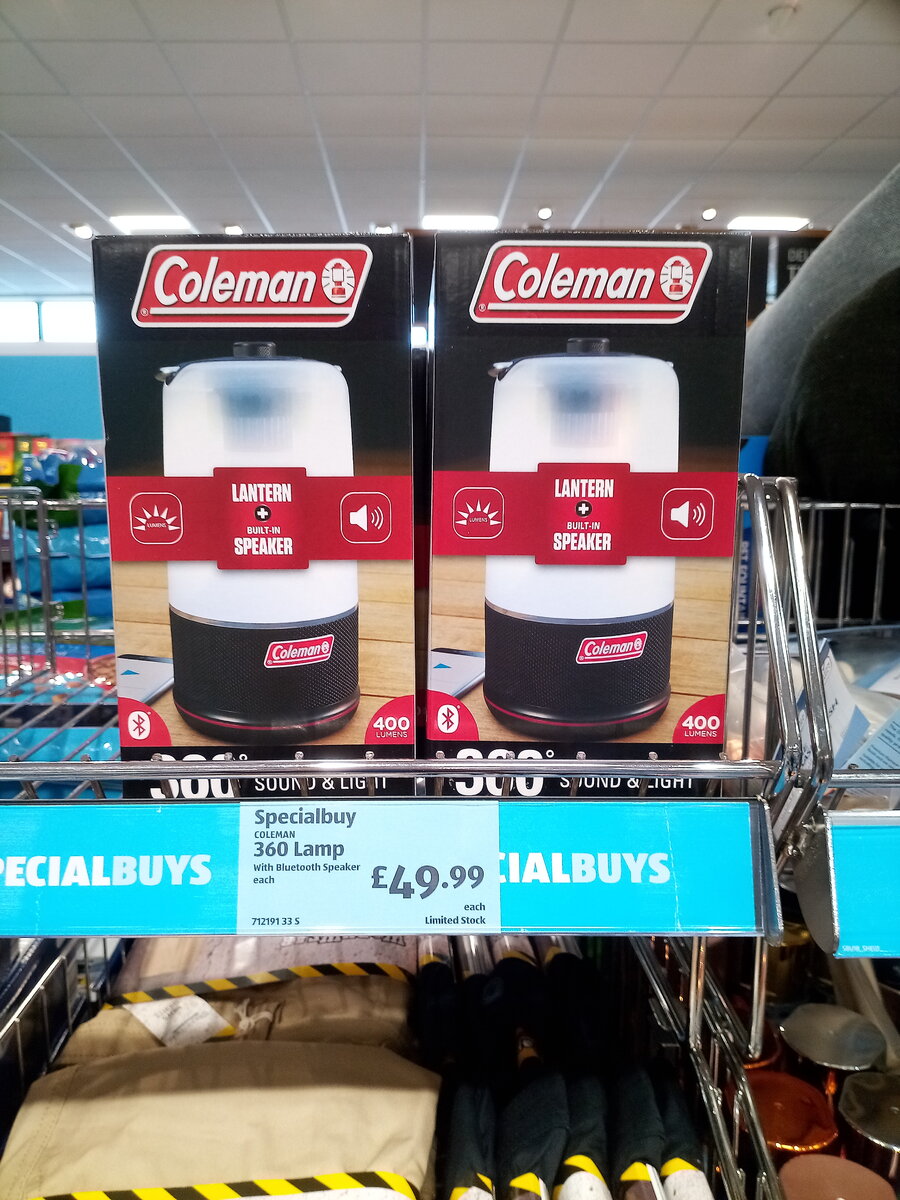 Coleman
LUMENS
LANTERN
+
BUILT-IN
SPEAKER
Coleman
400
LUMENS
360°
SOUND & LIGHT
Coleman
LUMENS
LANTERN
+
BUILT-IN
SPEAKER
Coleman
400
LUMENS
360°
SOUND & LIGHT
PECIALBUYS
Specialbuy
COLEMAN
360 Lamp
With Bluetooth Speaker
each
£49.99
each
712191 33 S
Limited Stock
CIALBUYS